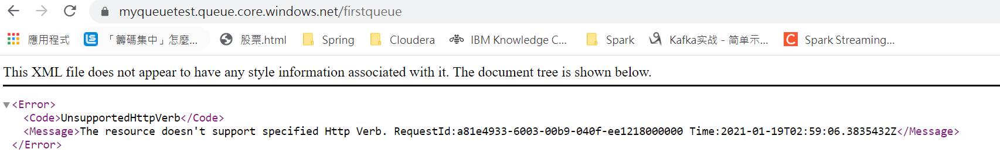 myqueuetest.queue.core.windows.net/firstqueue
應用程式 「籌碼集中」怎麼... 股票.html Spring Cloudera IBM Knowledge C... Spark Kafka实战 - 简单示... Spark Streaming...
This XML file does not appear to have any style information associated with it. The document tree is shown below.
<Error>
<Code>UnsupportedHttpVerb</Code>
<Message>The resource doesn't support specified Http Verb. RequestId:a81e4933-6003-00b9-040f-ee1218000000 Time:2021-01-19T02:59:06.3835432Z</Message>
</Error>